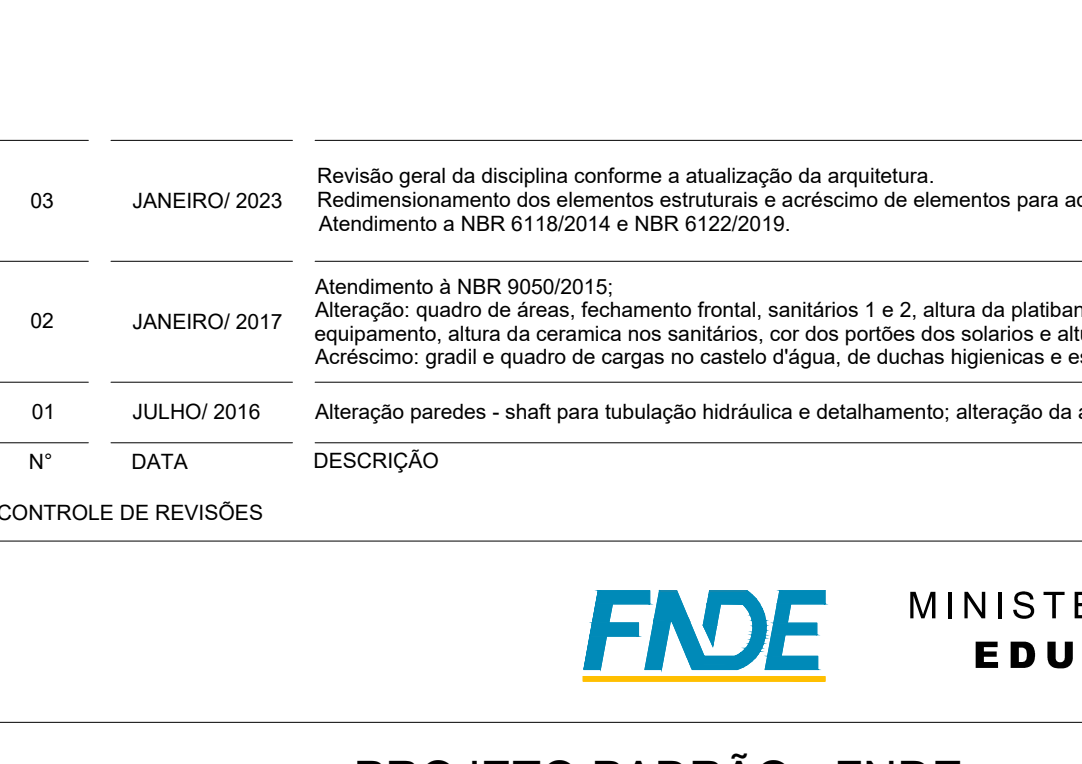 03 JANEIRO/ 2023 Revisão geral da disciplina conforme a atualização da arquitetura.
Redimensionamento dos elementos estruturais e acréscimo de elementos para
Atendimento a NBR 6118/2014 e NBR 6122/2019.
02 JANEIRO/ 2017 Atendimento à NBR 9050/2015;
Alteração: quadro de áreas, fechamento frontal, sanitários 1 e 2, altura da
equipamento, altura da ceramica nos sanitários, cor dos portões dos solarios e
Acréscimo: gradil e quadro de cargas no castelo d'água, de duchas higienicas e
01 JULHO/ 2016 Alteração paredes - shaft para tubulação hidráulica e detalhamento; alteração da
N° DATA DESCRIÇÃO
CONTROLE DE REVISÕES
FNDE
MINISTE
EDU
PROJETO PADRÃO - FNDE